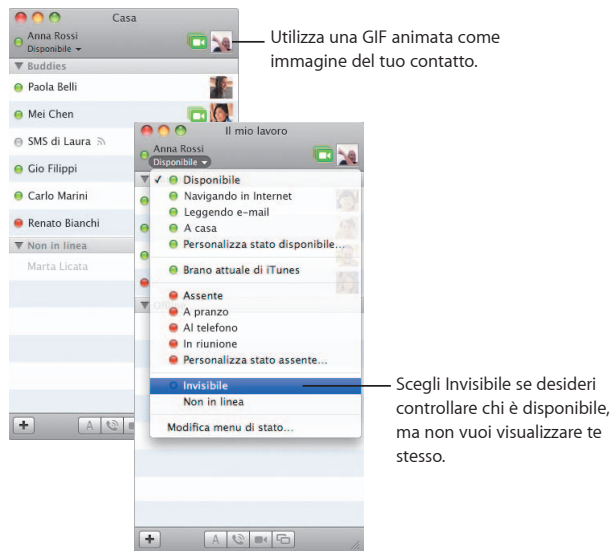 Casa
Anna Rossi
Disponibile
Buddies
Paola Belli
Mei Chen
SMS di Laura
Gio Filippi
Carlo Marini
Renato Bianchi
Non in linea
Marta Licata
A
Utilizza una GIF animata come
immagine del tuo contatto.
Il mio lavoro
Anna Rossi
Disponibile
Disponibile
Navigando in Internet
Leggendo e-mail
A casa
Personalizza stato disponibile...
Brano attuale di iTunes
Assente
A pranzo
Al telefono
In riunione
Personalizza stato assente...
Invisibile
Non in linea
Modifica menu di stato...
A
Scegli Invisibile se desideri
controllare chi è disponibile,
ma non vuoi visualizzare te
stesso.